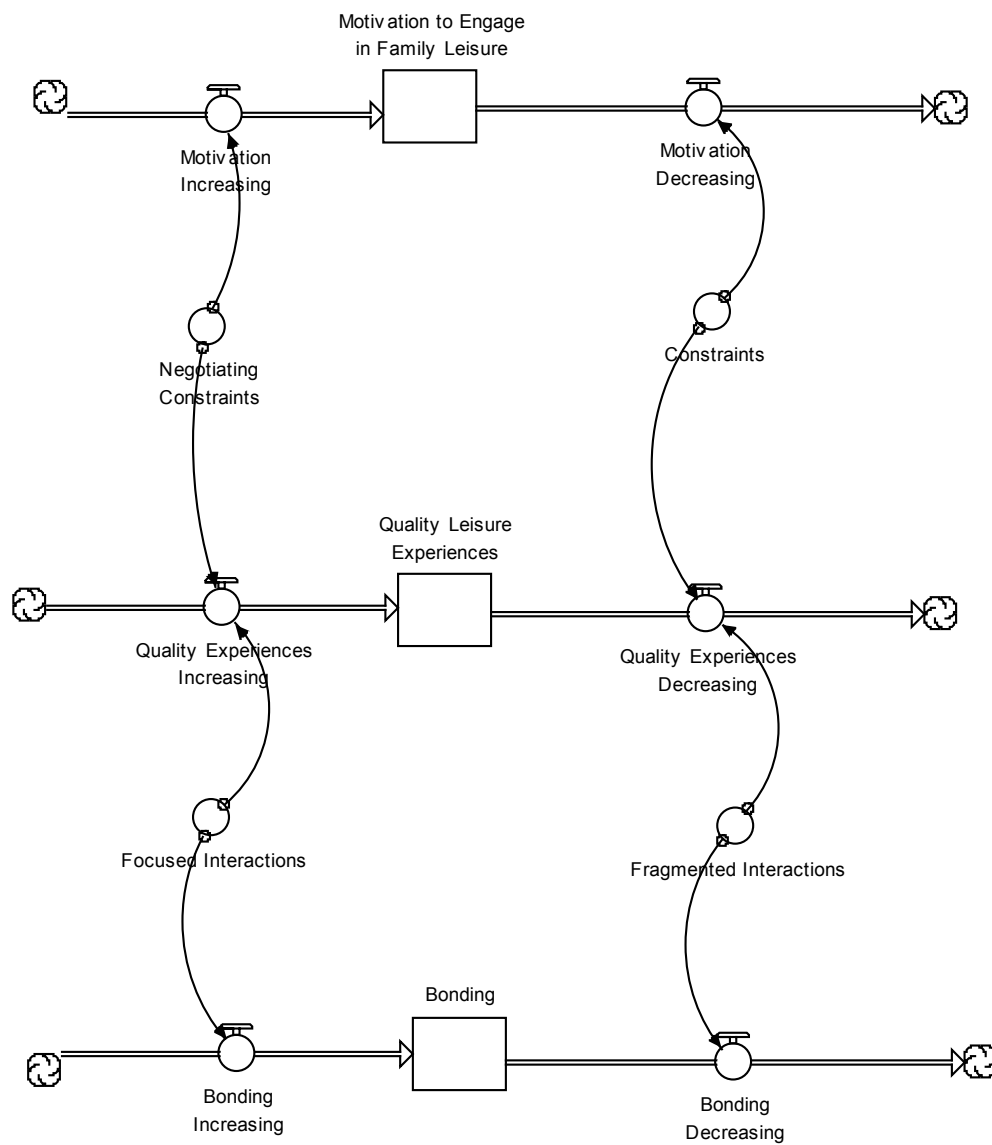 Motivation to Engage
in Family Leisure
Motivation
Increasing
Motivation
Decreasing
Negotiating
Constraints
Constraints
Quality Leisure
Experiences
Quality Experiences
Increasing
Quality Experiences
Decreasing
Focused Interactions
Fragmented Interactions
Bonding
Bonding
Increasing
Bonding
Decreasing